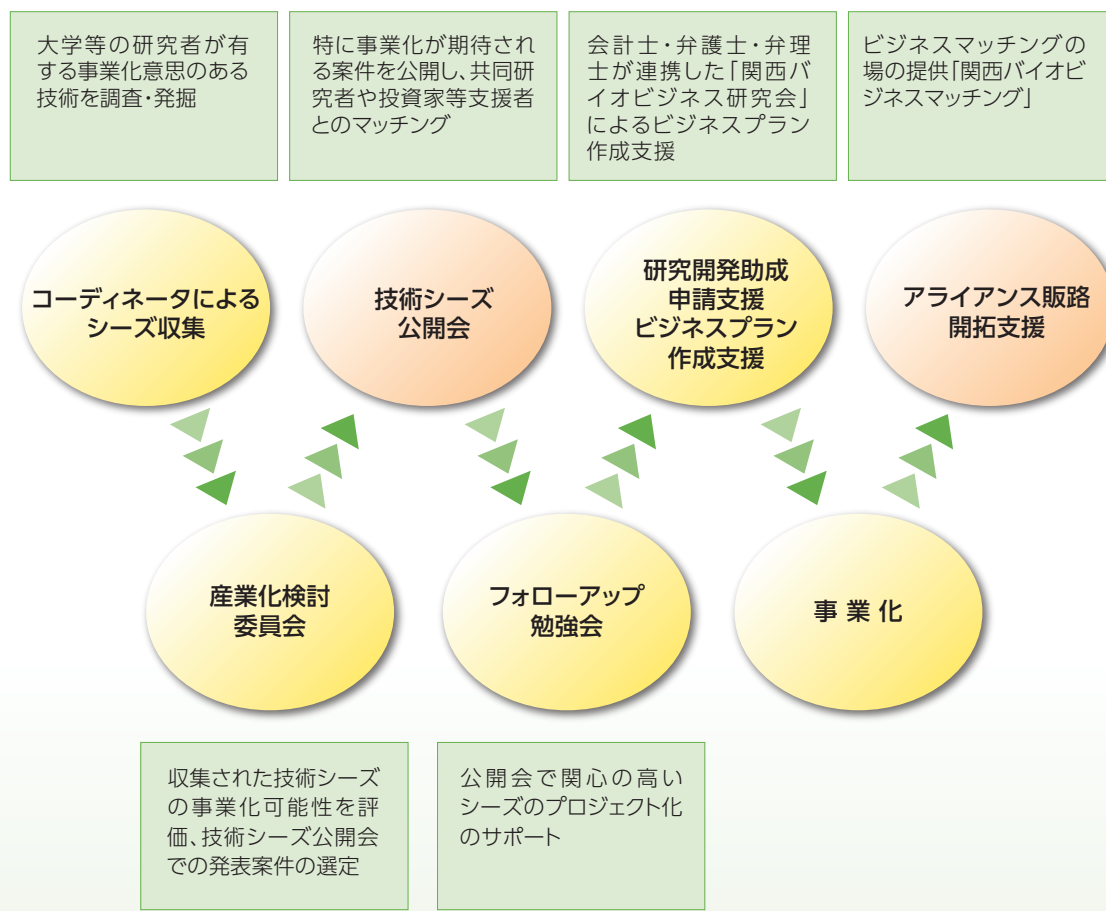 大学等の研究者が有
する事業化意思のある
技術を調査・発掘
特に事業化が期待され
る案件を公開し、共同研
究者や投資家等支援者
とのマッチング
会計士・弁護士・弁理
士が連携した「関西バ
イオビジネス研究会」
によるビジネスプラン
作成支援
ビジネスマッチングの
場の提供「関西バイオビ
ジネスマッチング」
コーディネータによる
シーズ収集
技術シーズ
公開会
研究開発助成
申請支援
ビジネスプラン
作成支援
アライアンス販路
開拓支援
産業化検討
委員会
フォローアップ
勉強会
事 業 化
収集された技術シーズ
の事業化可能性を評
価、技術シーズ公開会
での発表案件の選定
公開会で関心の高い
シーズのプロジェクト化
のサポート